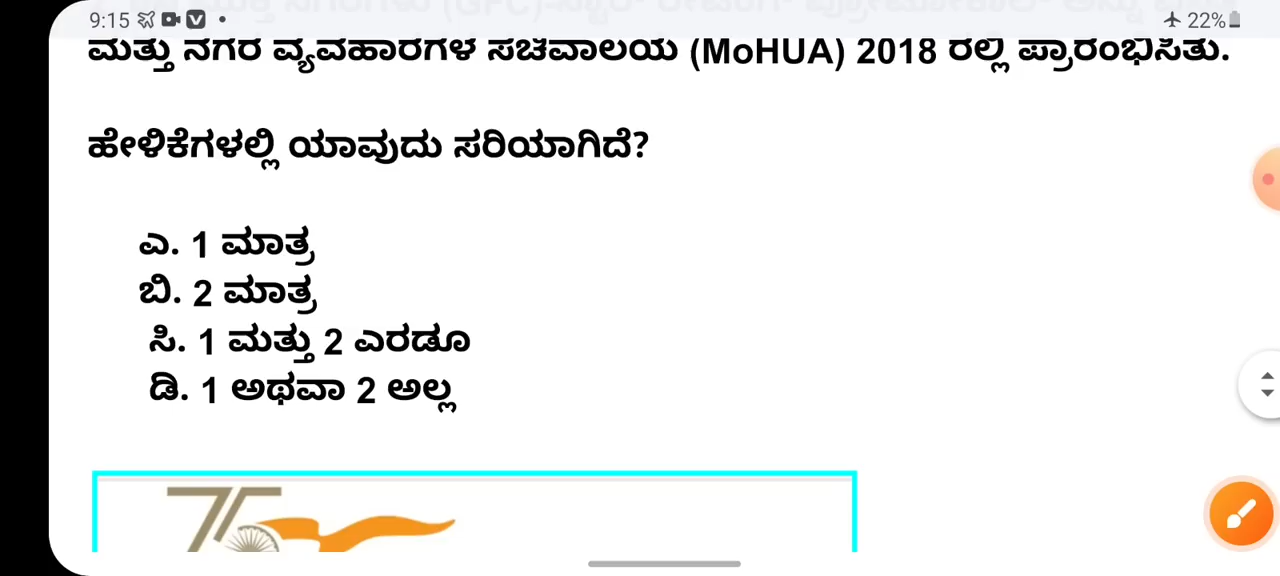 9:15
22%
ಮತ್ತು ನಗರ ವ್ಯವಹಾರಗಳ ಸಚಿವಾಲಯ (MoHUA) 2018 ರಲ್ಲಿ ಪ್ರಾರಂಭಿಸಿತು.
ಹೇಳಿಕೆಗಳಲ್ಲಿ ಯಾವುದು ಸರಿಯಾಗಿದೆ?
ಎ. 1 ಮಾತ್ರ
ಬಿ. 2 ಮಾತ್ರ
ಸಿ. 1 ಮತ್ತು 2 ಎರಡೂ
ಡಿ. 1 ಅಥವಾ 2 ಅಲ್ಲ
75